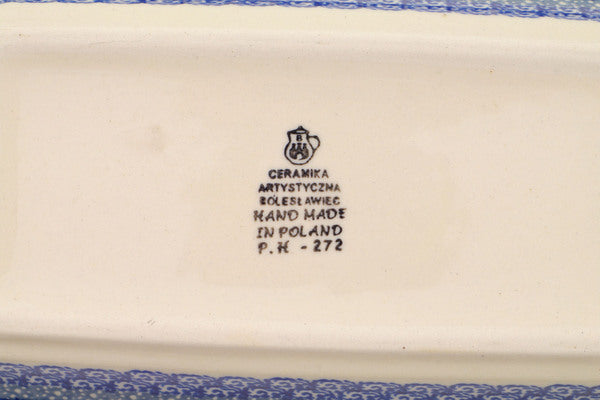 B
CERAMIKA
ARTYSTYCZNA
BOLESŁAWIEC
HAND MADE
IN POLAND
P.H - 272